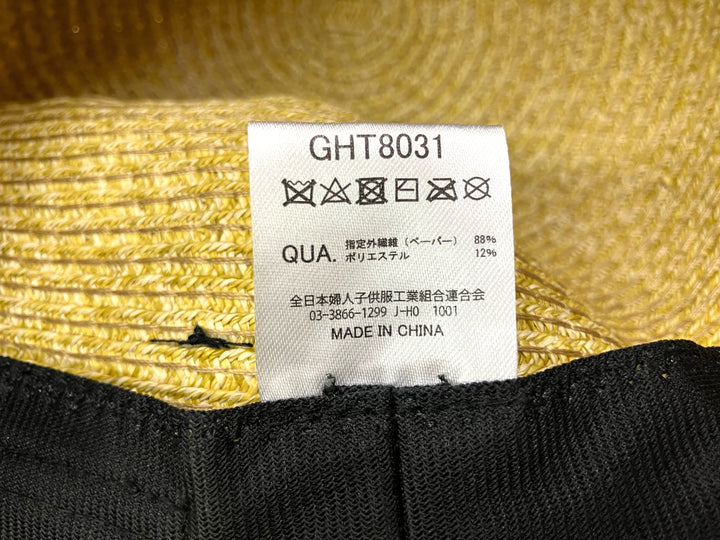 GHT8031
QUA. 指定外繊維（ペーパー） 88%
ポリエステル 12%
全日本婦人子供服工業組合連合会
03-3866-1299 J-H0 1001
MADE IN CHINA